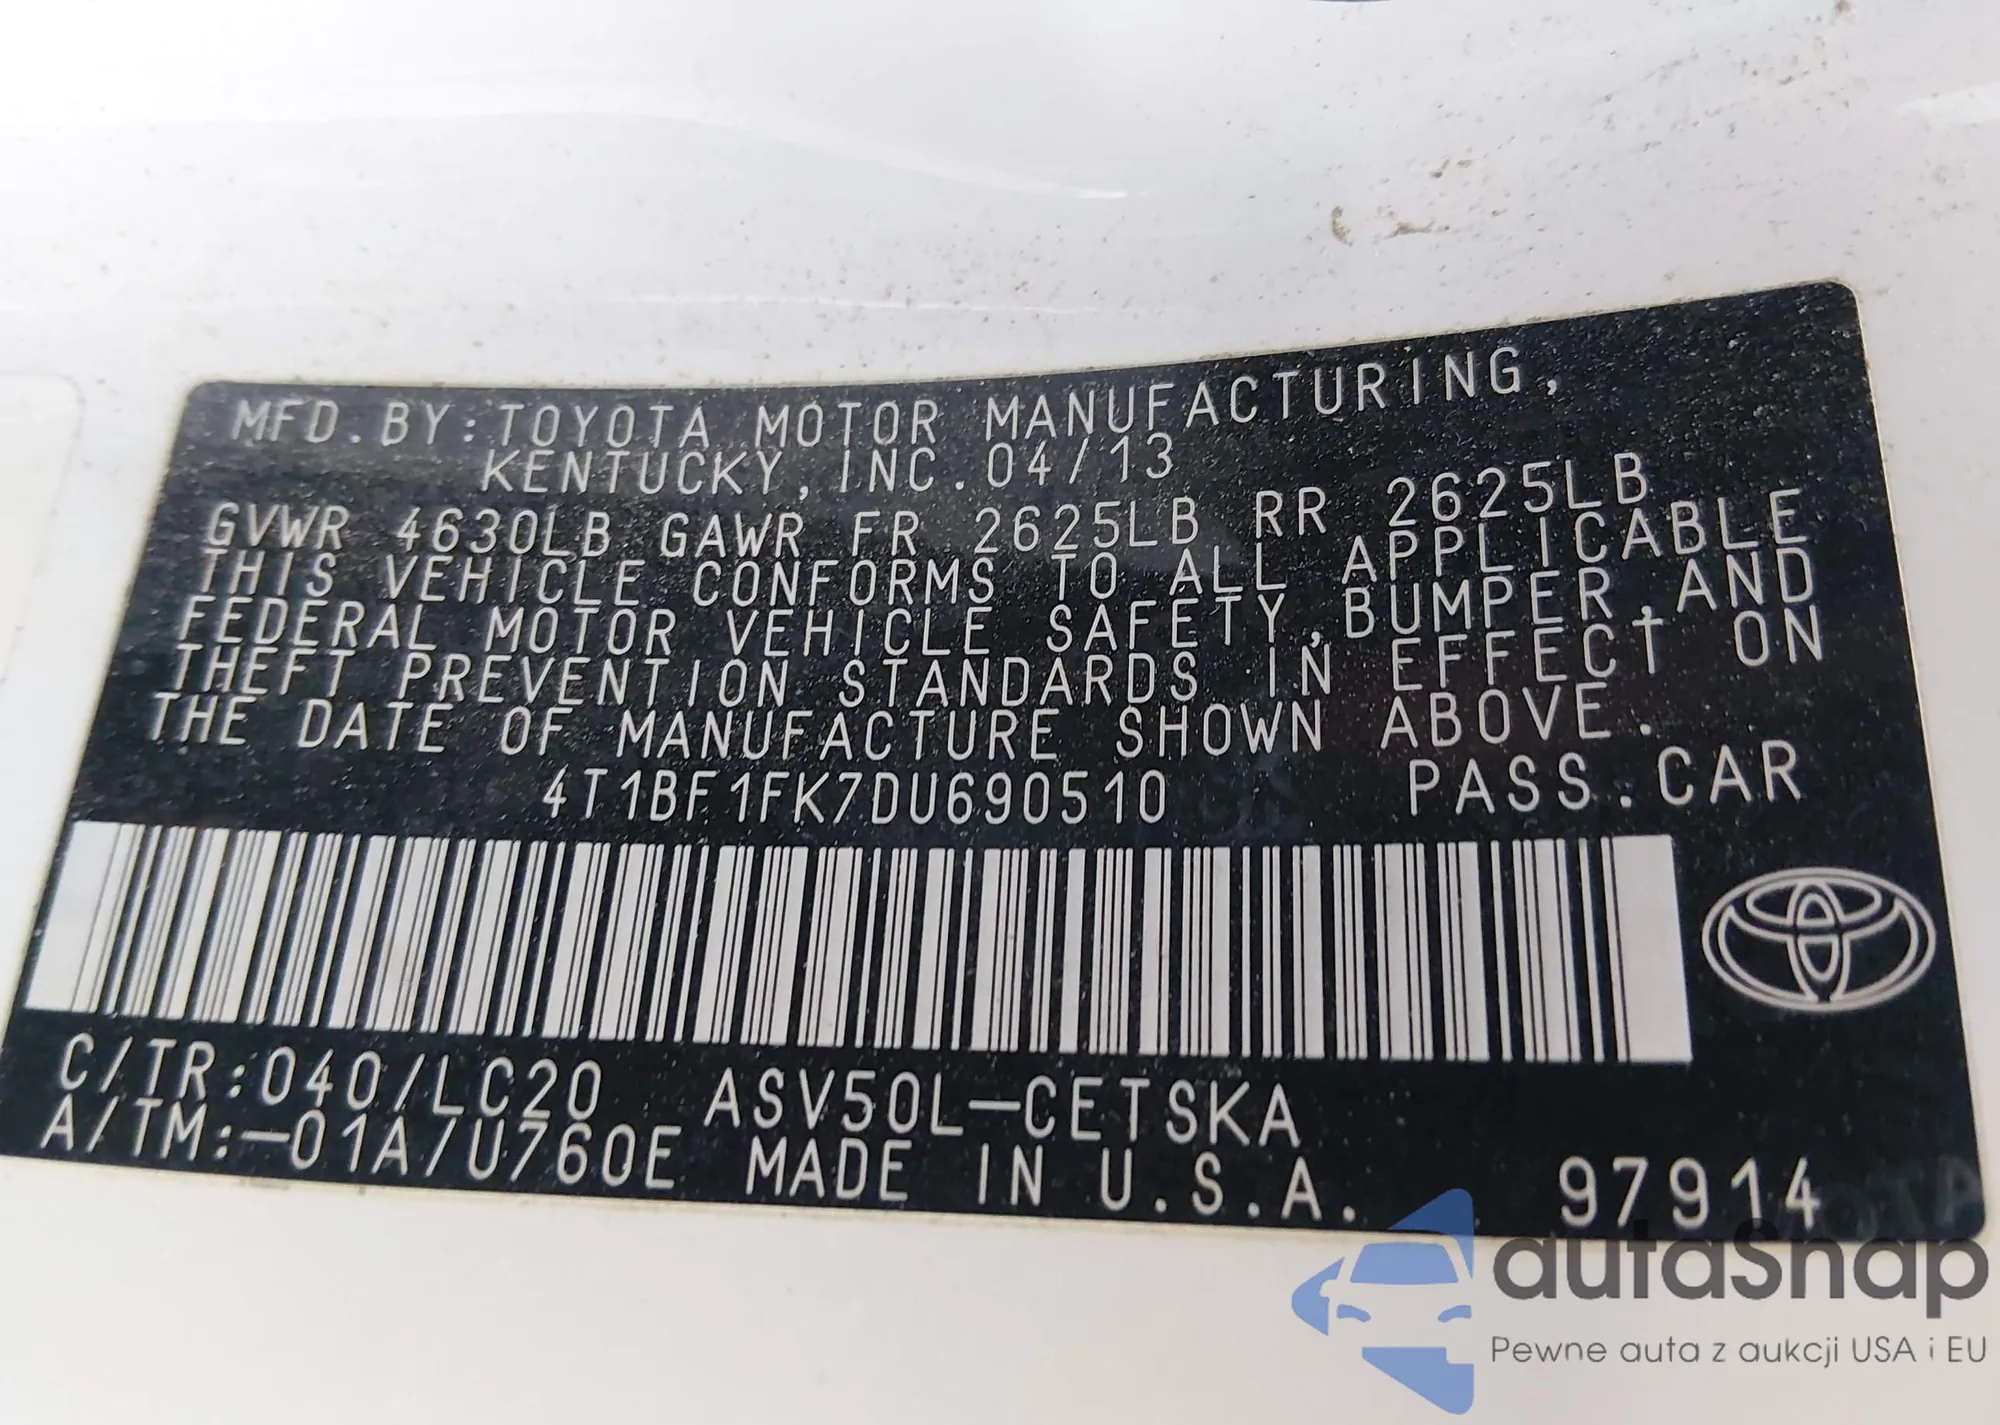 MFD. BY: TOYOTA MOTOR MANUFACTURING,
KENTUCKY, INC. 04/13
GVWR 4630LB GAWR FR 2625LB RR 2625LB
THIS VEHICLE CONFORMS TO ALL APPLICABLE
FEDERAL MOTOR VEHICLE SAFETY, BUMPER, AND
THEFT PREVENTION STANDARDS IN EFFECT ON
THE DATE OF MANUFACTURE SHOWN ABOVE.
4T1BF1FK7DU690510 PASS. CAR
C/TR:040/LC20 ASV50L-CETSKA
A/TM:-01A/U760E MADE IN U.S.A. 97914
autaSnap
Pewne auta z aukcji USA i EU